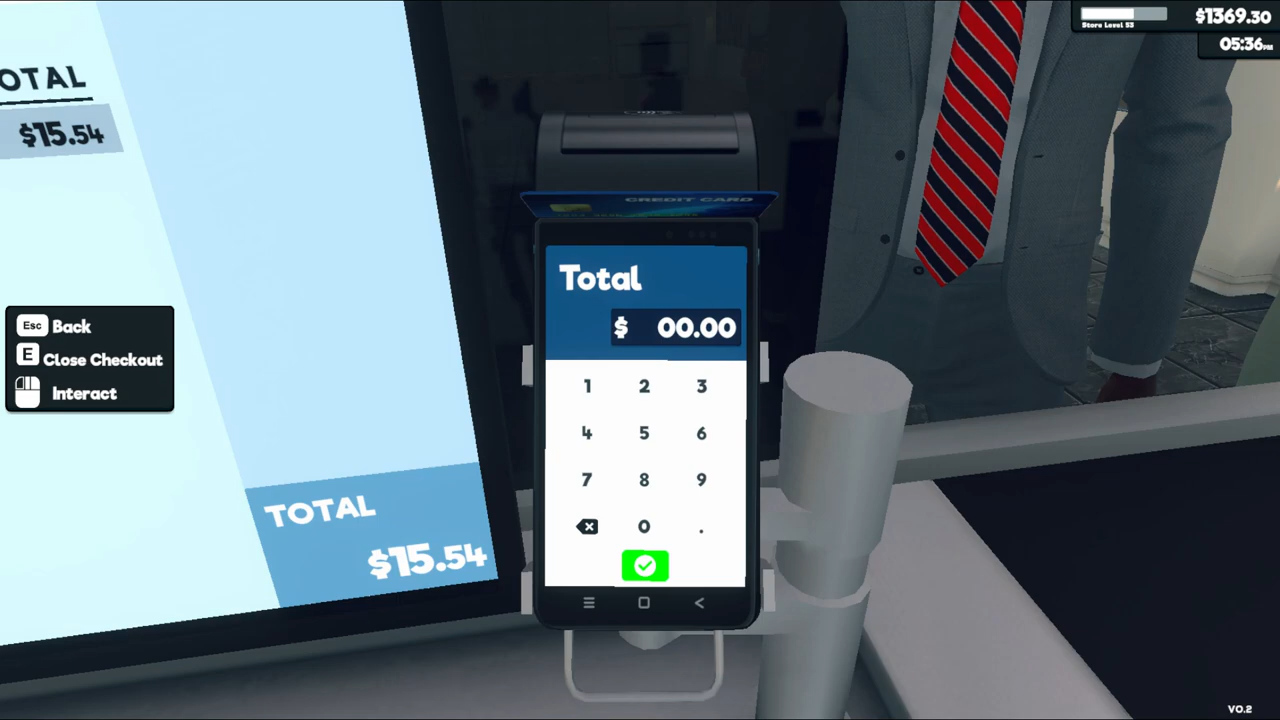 OTAL
$15.54
TOTAL
$15.54
Esc Back
E Close Checkout
Interact
CREDIT CARD
Total
$ 00.00
1 2 3
4 5 6
7 8 9
0 .
Store Level 53
$1369.30
05:36PM
V0.2